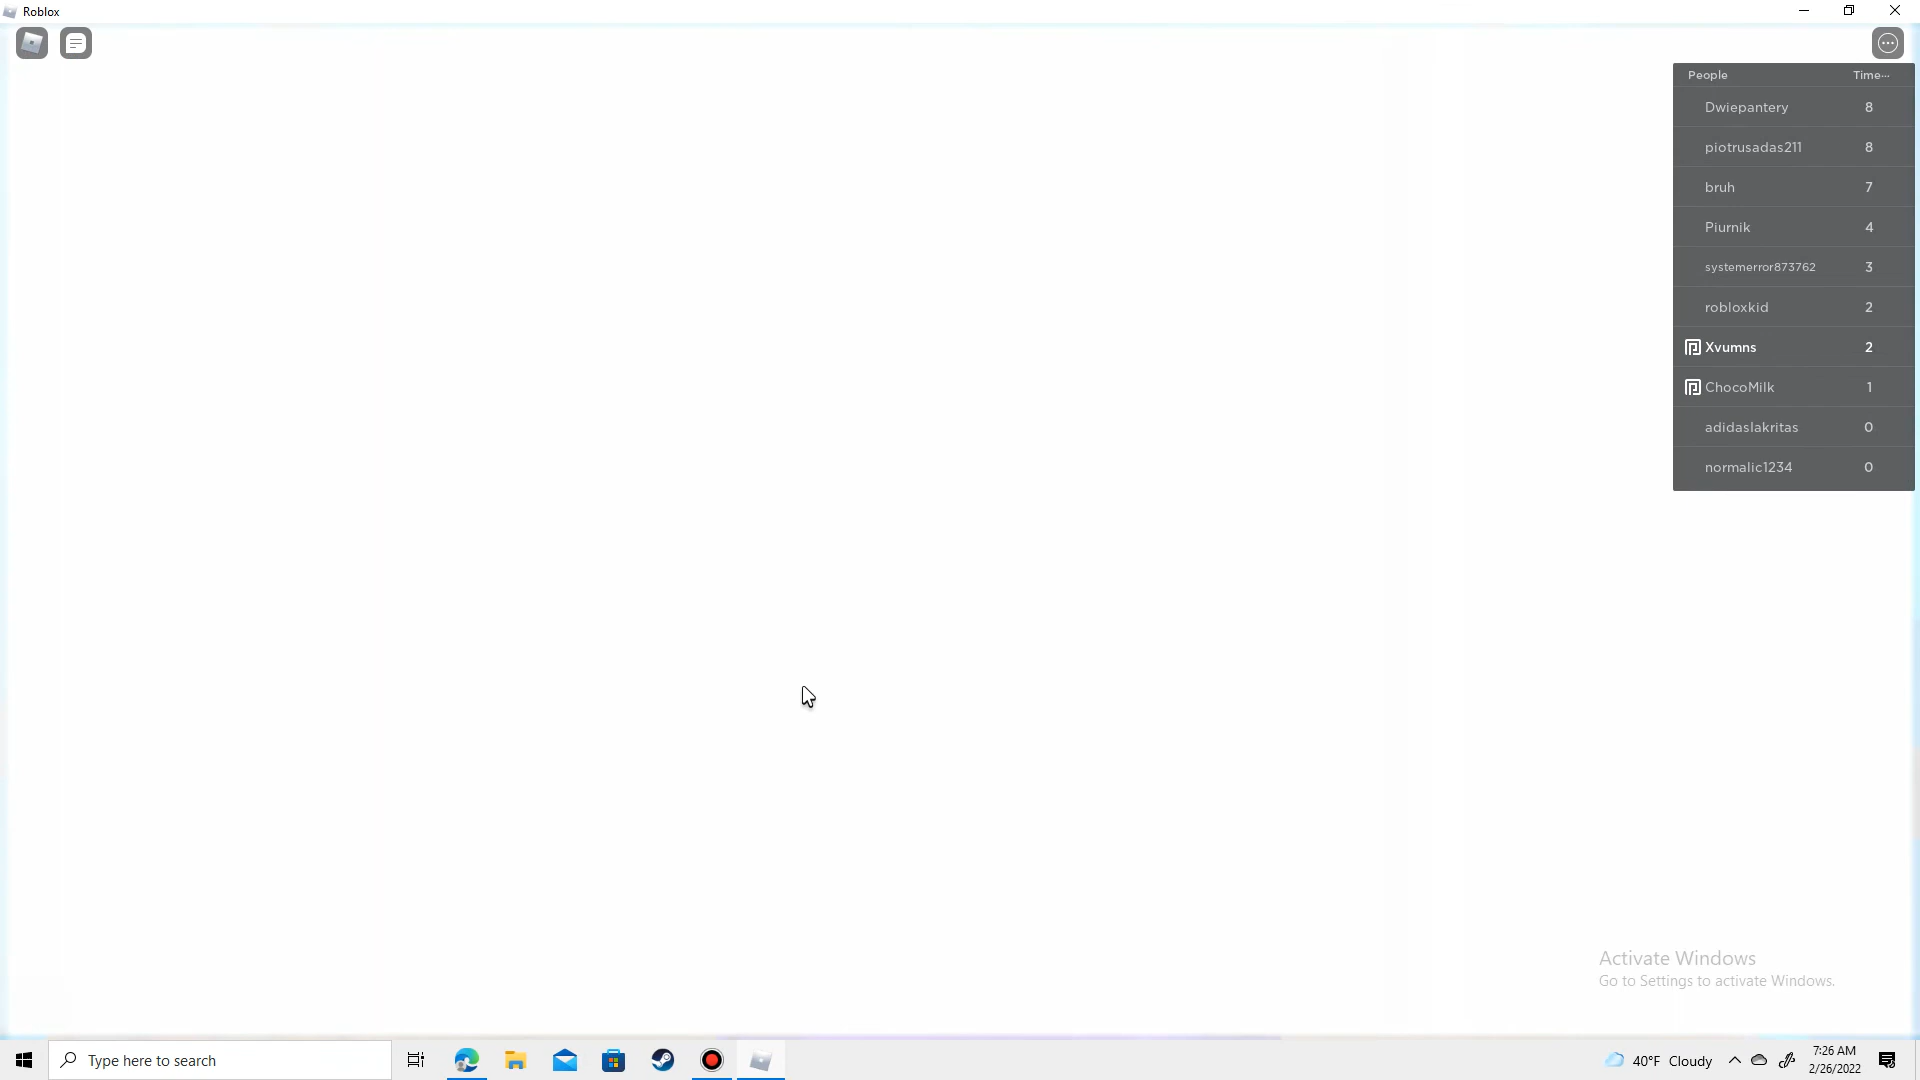 Roblox
People Time...
Dwiepantery 8
piotrusadas211 8
bruh 7
Piurnik 4
systemerror873762 3
robloxkid 2
Xvumns 2
ChocoMilk 1
adidaslakritas 0
normalic1234 0
Activate Windows
Go to Settings to activate Windows.
Type here to search
40°F Cloudy
7:26 AM
2/26/2022